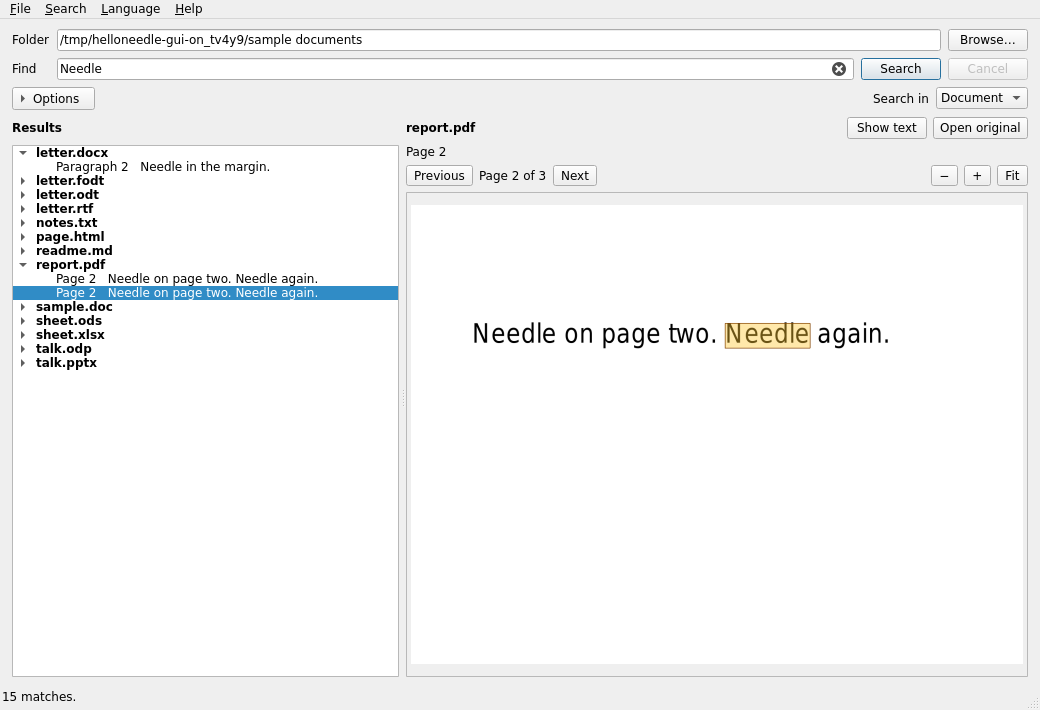 File Search Language Help
Folder /tmp/helloneedle-gui-on_tv4y9/sample documents Browse...
Find Needle Search Cancel
Options Search in Document
Results
letter.docx
Paragraph 2 Needle in the margin.
letter.fodt
letter.odt
letter.rtf
notes.txt
page.html
readme.md
report.pdf
Page 2 Needle on page two. Needle again.
Page 2 Needle on page two. Needle again.
sample.doc
sheet.ods
sheet.xlsx
talk.odp
talk.pptx
report.pdf Show text Open original
Page 2
Previous Page 2 of 3 Next − + Fit
Needle on page two. Needle again.
15 matches.